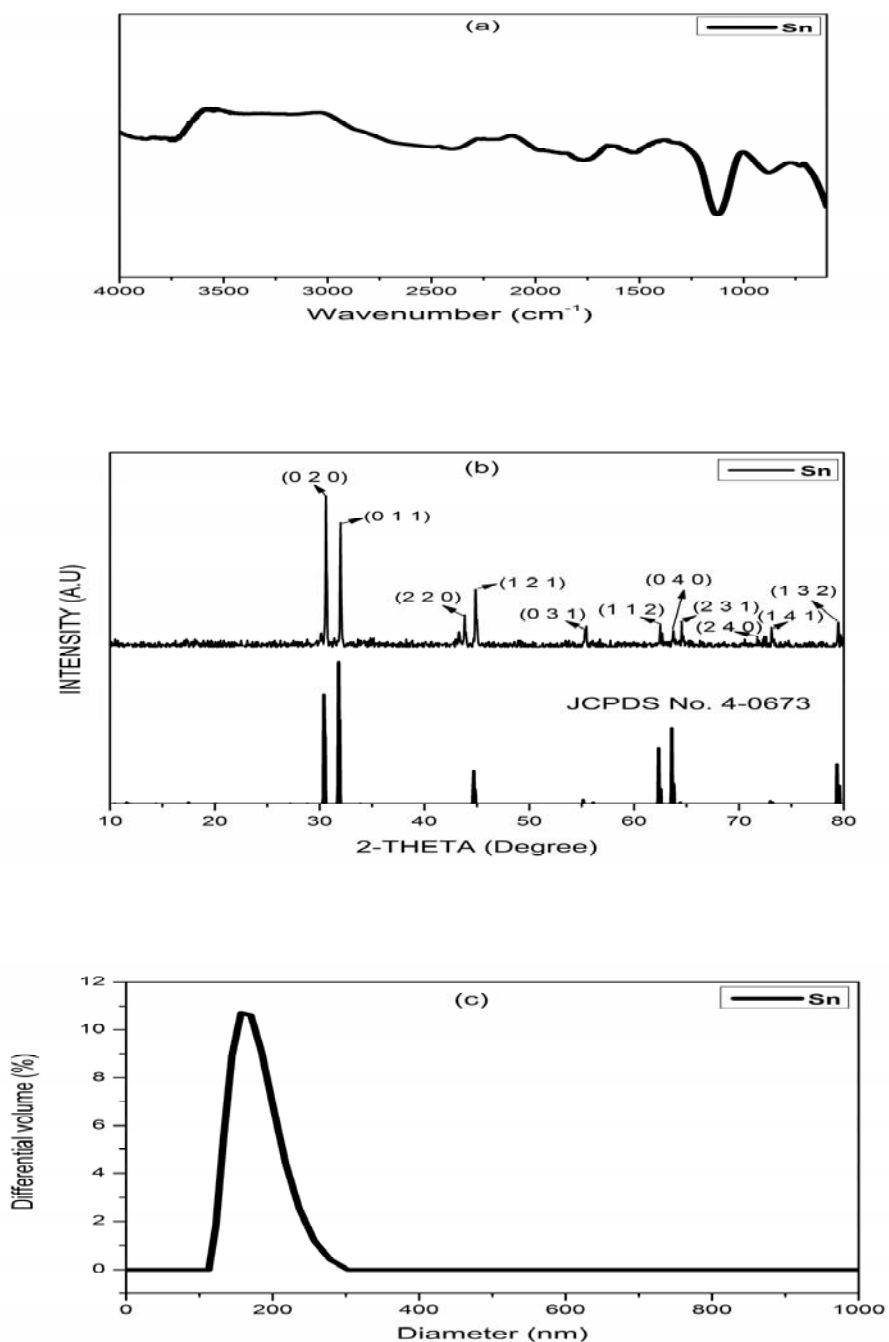 (a)
Sn
4000 3500 3000 2500 2000 1500 1000
Wavenumber (cm⁻¹)
(b)
Sn
(0 2 0)
(0 1 1)
(2 2 0)
(1 2 1)
(0 3 1)
(1 1 2)
(0 4 0)
(2 3 1)
(2 4 0)
(1 4 1)
(1 3 2)
INTENSITY (A.U)
JCPDS No. 4-0673
10 20 30 40 50 60 70 80
2-THETA (Degree)
(c)
Sn
12
10
8
6
4
2
0
Differential volume (%)
0 200 400 600 800 1000
Diameter (nm)